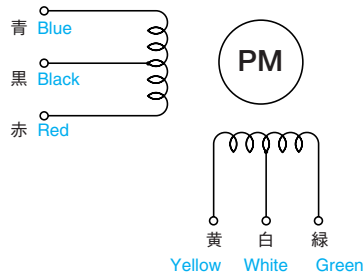 青 Blue
黒 Black
赤 Red
PM
黄 白 緑
Yellow White Green